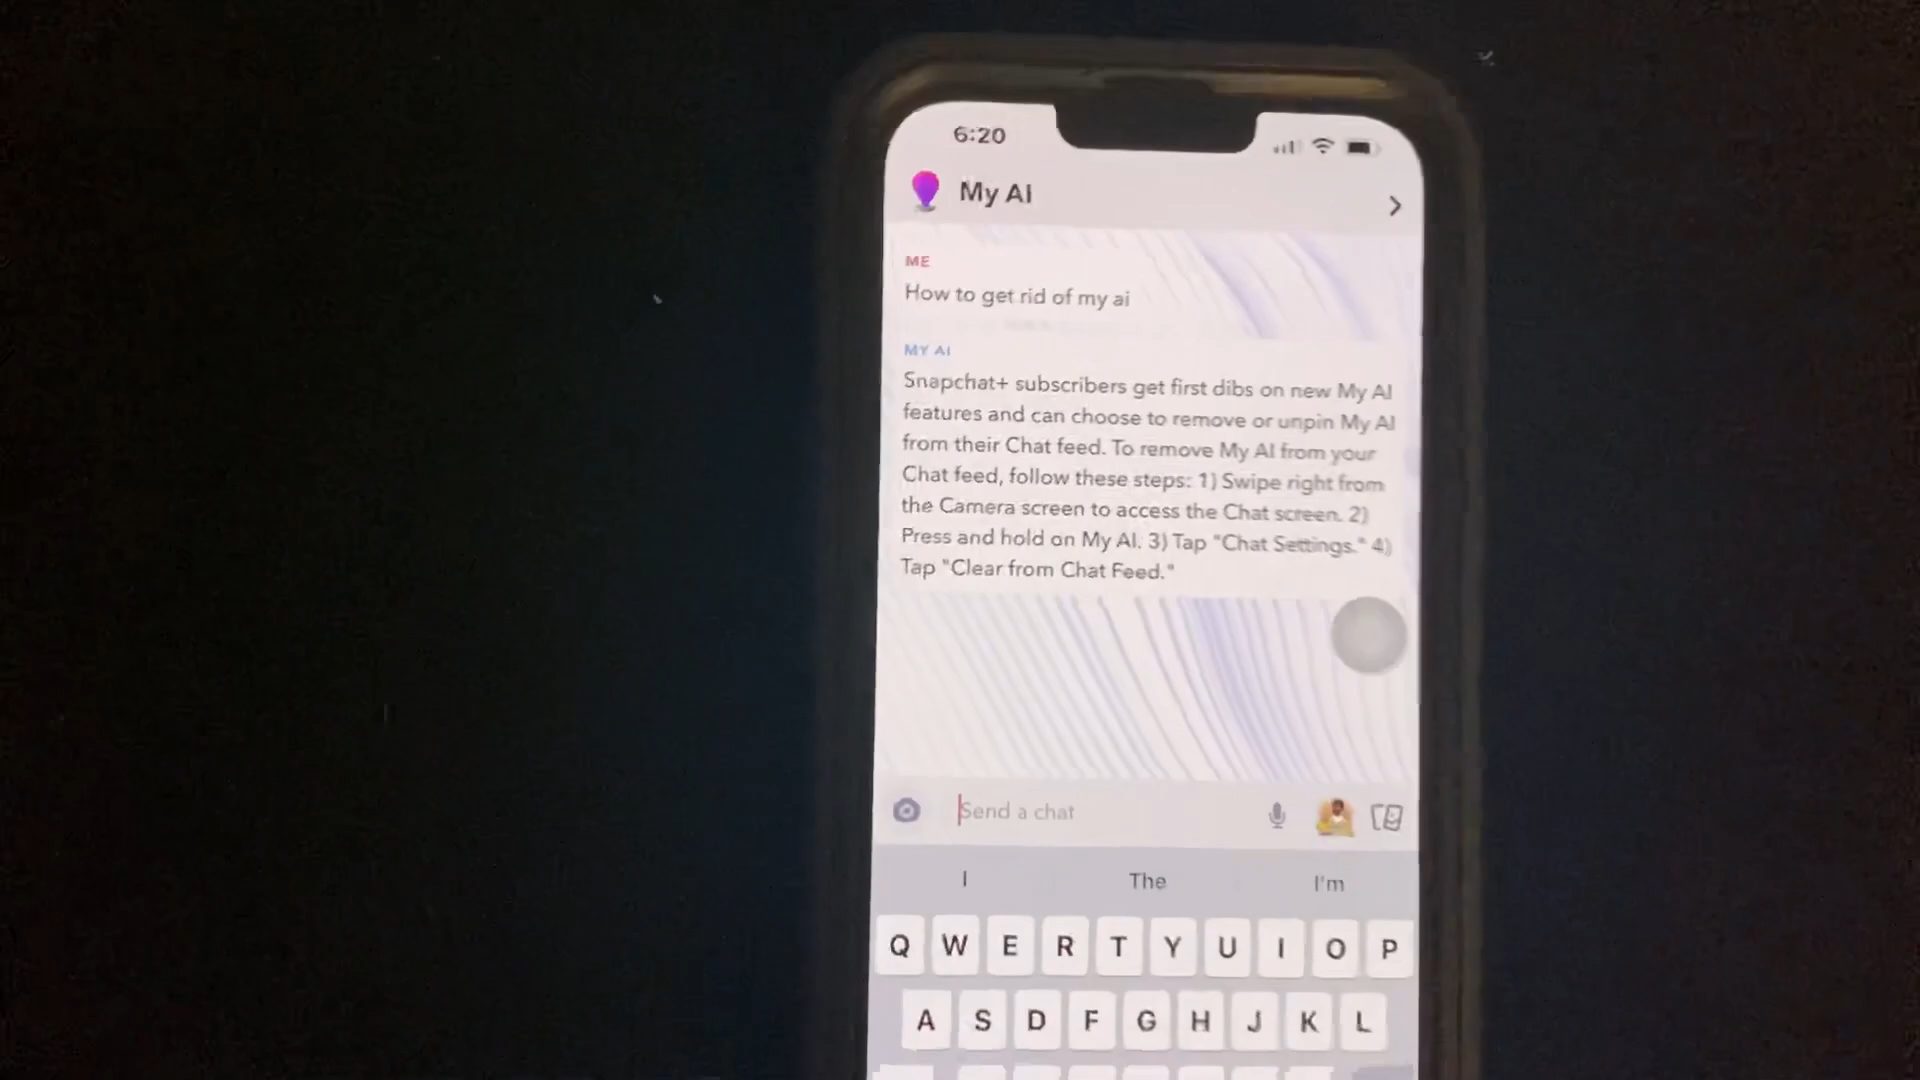 6:20
My AI
ME
How to get rid of my ai
MY AI
Snapchat+ subscribers get first dibs on new My AI
features and can choose to remove or unpin My AI
from their Chat feed. To remove My AI from your
Chat feed, follow these steps: 1) Swipe right from
the Camera screen to access the Chat screen. 2)
Press and hold on My AI. 3) Tap "Chat Settings." 4)
Tap "Clear from Chat Feed."
Send a chat
I The I'm
Q W E R T Y U I O P
A S D F G H J K L